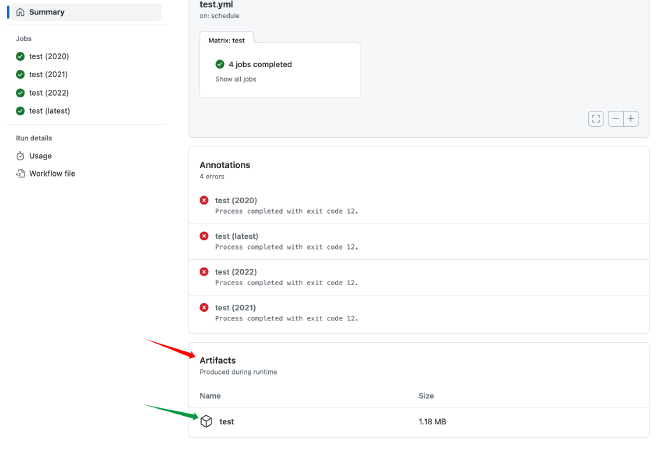 Summary
Jobs
test (2020)
test (2021)
test (2022)
test (latest)
Run details
Usage
Workflow file
test.yml
on: schedule
Matrix: test
4 jobs completed
Show all jobs
Annotations
4 errors
test (2020)
Process completed with exit code 12.
test (latest)
Process completed with exit code 12.
test (2022)
Process completed with exit code 12.
test (2021)
Process completed with exit code 12.
Artifacts
Produced during runtime
Name Size
test 1.18 MB